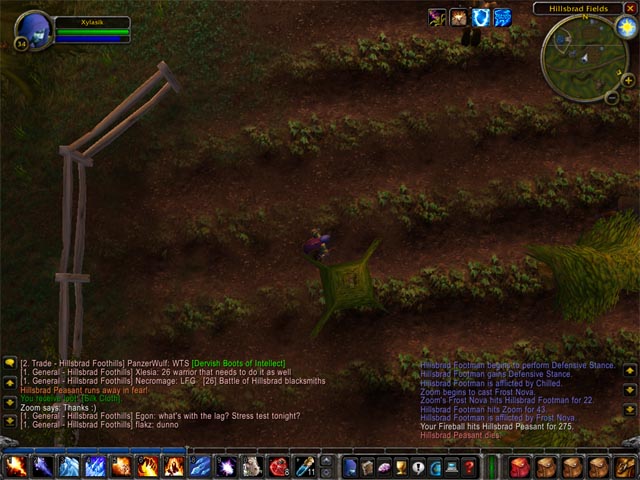 Hillsbrad Fields
Xylasik
34
N
[2. Trade - Hillsbrad Foothills] PanzerWulf: WTS [Dervish Boots of Intellect]
[1. General - Hillsbrad Foothills] Xlesia: 26 warrior that needs to do it as well
[1. General - Hillsbrad Foothills] Necromage: LFG [26] Battle of Hillsbrad blacksmiths
Hillsbrad Peasant runs away in fear!
You receive loot: [Silk Cloth].
Zoom says: Thanks :)
[1. General - Hillsbrad Foothills] Egon: what's with the lag? Stress test tonight?
[1. General - Hillsbrad Foothills] flakz: dunno
Hillsbrad Footman begins to perform Defensive Stance.
Hillsbrad Footman gains Defensive Stance.
Hillsbrad Footman is afflicted by Chilled.
Zoom begins to cast Frost Nova.
Zoom's Frost Nova hits Hillsbrad Footman for 22.
Hillsbrad Footman hits Zoom for 43.
Hillsbrad Footman is afflicted by Frost Nova.
Your Fireball hits Hillsbrad Peasant for 275.
Hillsbrad Peasant dies.
8
11